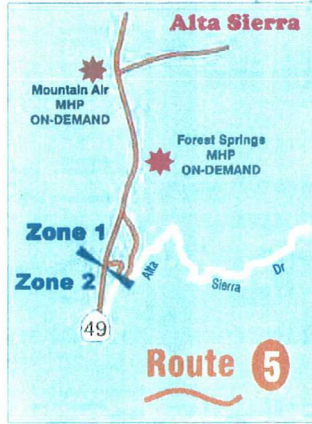 Alta Sierra
Mountain Air
MHP
ON-DEMAND
Forest Springs
MHP
ON-DEMAND
Zone 1
Zone 2
Alta
Sierra
Dr
49
Route 5